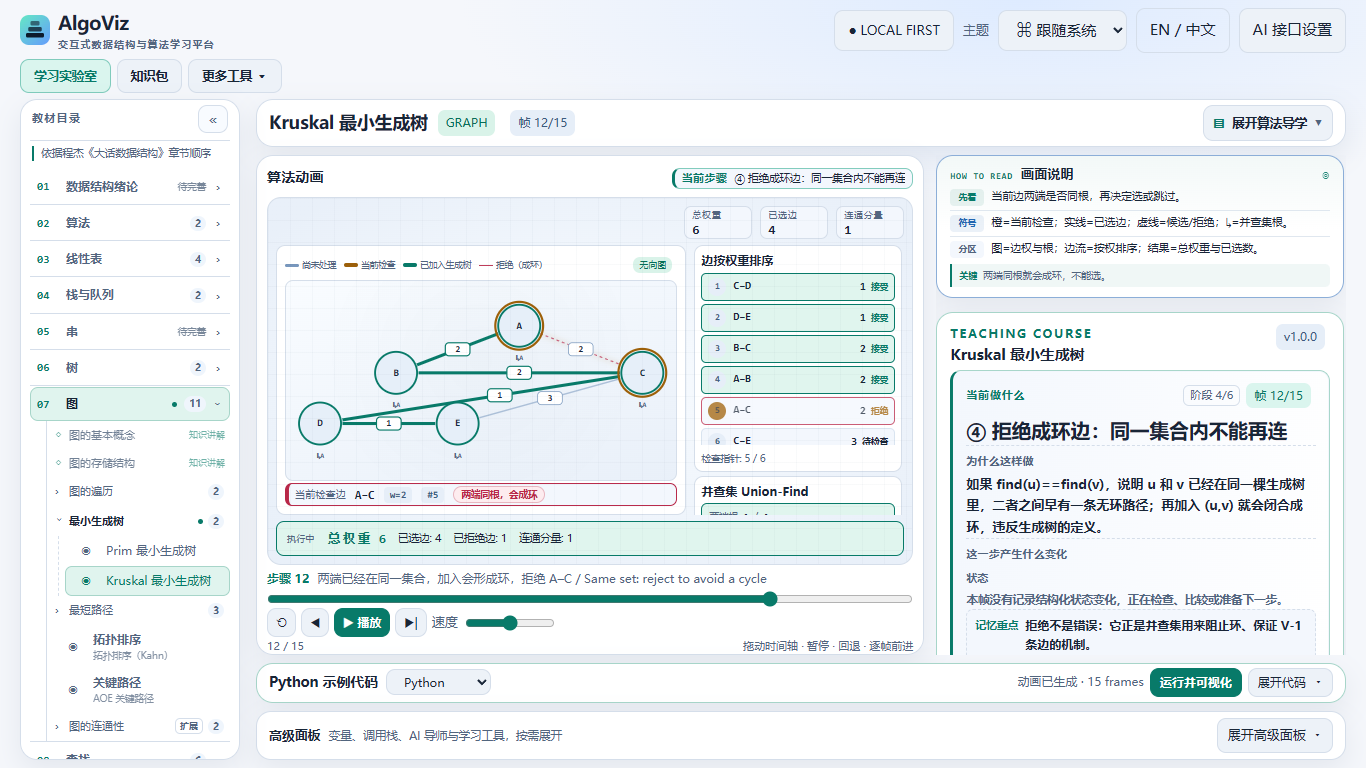 AlgoViz
交互式数据结构与算法学习平台
● LOCAL FIRST
主题
⌘ 跟随系统
EN / 中文
AI 接口设置
学习实验室
知识包
更多工具
教材目录
«
依据程杰《大话数据结构》章节顺序
01 数据结构绪论 待完善 ›
02 算法 2 ›
03 线性表 4 ›
04 栈与队列 2 ›
05 串 待完善 ›
06 树 2 ›
07 图 11
图的基本概念 知识讲解
图的存储结构 知识讲解
图的遍历 2
最小生成树 2
Prim 最小生成树
Kruskal 最小生成树
最短路径 3
拓扑排序
拓扑排序（Kahn）
关键路径
AOE 关键路径
图的连通性 扩展 2
Kruskal 最小生成树 GRAPH 帧 12/15
展开算法导学 ▼
算法动画
当前步骤 ④ 拒绝成环边：同一集合内不能再连
总权重
6
已选边
4
连通分量
1
尚未处理 当前检查 已加入生成树 拒绝（成环） 无向图
A
↳A
2
2
B
↳A
2
C
↳A
1
3
D
↳A
1
E
↳A
当前检查边 A–C w=2 #5 两端同根，会成环
边按权重排序
1 C–D 1 接受
2 D–E 1 接受
3 B–C 2 接受
4 A–B 2 接受
5 A–C 2 拒绝
6 C–E 3 待检查
检查指针: 5 / 6
并查集 Union-Find
执行中 总权重 6 已选边: 4 已拒绝边: 1 连通分量: 1
步骤 12 两端已经在同一集合，加入会形成环，拒绝 A–C / Same set: reject to avoid a cycle
▶ 播放
速度
12 / 15
拖动时间轴 · 暂停 · 回退 · 逐帧前进
HOW TO READ 画面说明
先看 当前边两端是否同根，再决定选或跳过。
符号 橙=当前检查；实线=已选边；虚线=候选/拒绝；↳=并查集根。
分区 图=边权与根；边流=按权排序；结果=总权重与已选数。
关键 两端同根就会成环，不能选。
TEACHING COURSE
Kruskal 最小生成树
v1.0.0
当前做什么
阶段 4/6
帧 12/15
④ 拒绝成环边：同一集合内不能再连
为什么这样做
如果 find(u)==find(v)，说明 u 和 v 已经在同一棵生成树
里，二者之间早有一条无环路径；再加入 (u,v) 就会闭合成
环，违反生成树的定义。
这一步产生什么变化
状态
本帧没有记录结构化状态变化，正在检查、比较或准备下一步。
记忆重点 拒绝不是错误：它正是并查集用来阻止环、保证 V-1
条边的机制。
Python 示例代码
Python
动画已生成 · 15 frames
运行并可视化
展开代码
高级面板 变量、调用栈、AI 导师与学习工具，按需展开
展开高级面板